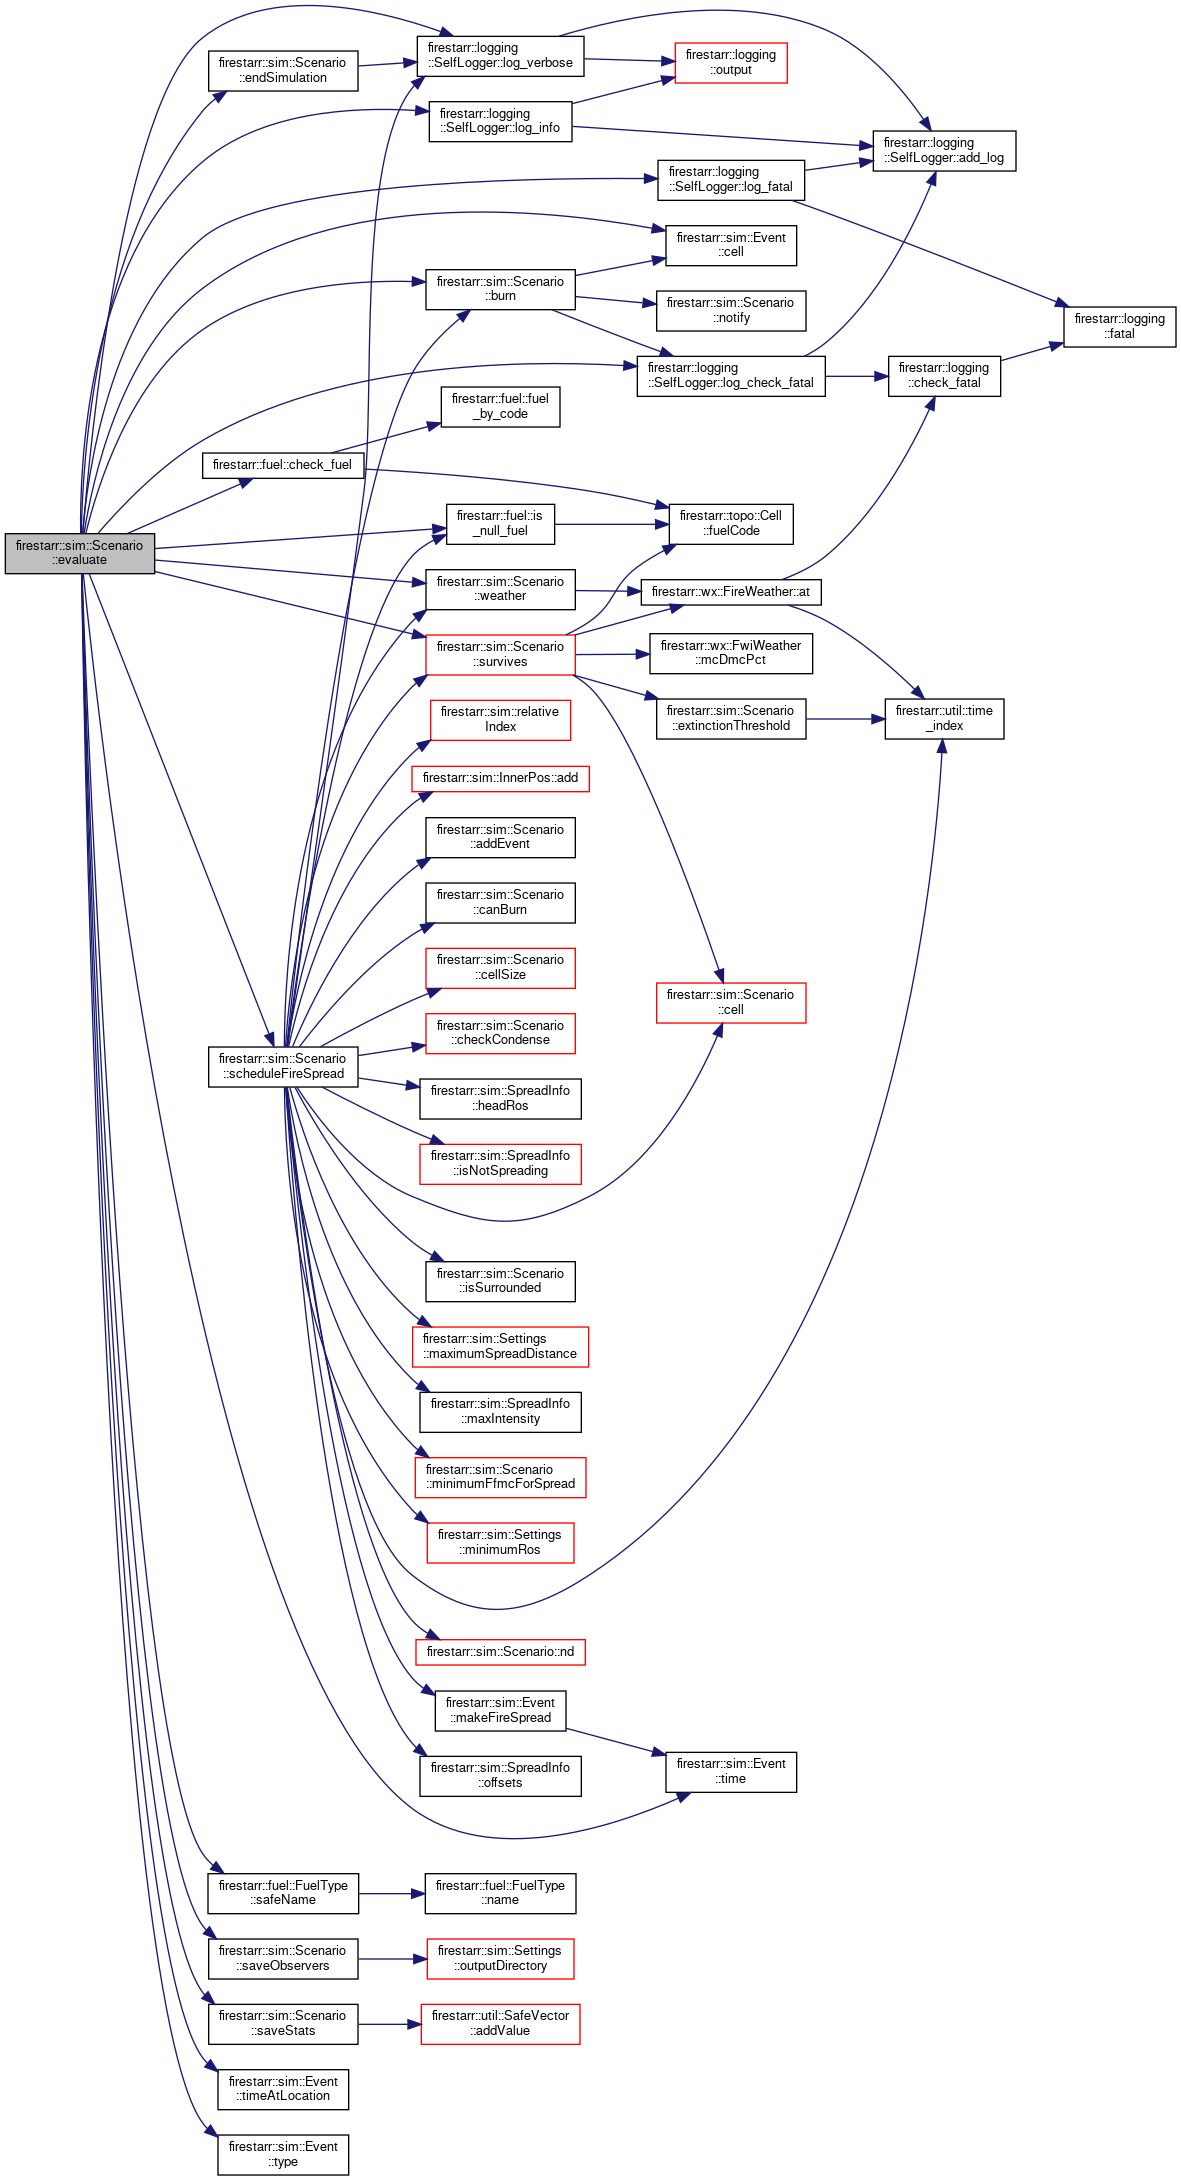 firestarr::sim::Scenario
::evaluate
firestarr::sim::Scenario
::endSimulation
firestarr::logging
::SelfLogger::log_verbose
firestarr::logging
::output
firestarr::logging
::SelfLogger::log_info
firestarr::logging
::SelfLogger::add_log
firestarr::logging
::SelfLogger::log_fatal
firestarr::sim::Event
::cell
firestarr::sim::Scenario
::burn
firestarr::sim::Scenario
::notify
firestarr::logging
::fatal
firestarr::logging
::SelfLogger::log_check_fatal
firestarr::logging
::check_fatal
firestarr::fuel::fuel
_by_code
firestarr::fuel::check_fuel
firestarr::fuel::is
_null_fuel
firestarr::topo::Cell
::fuelCode
firestarr::sim::Scenario
::weather
firestarr::wx::FireWeather::at
firestarr::sim::Scenario
::survives
firestarr::wx::FwiWeather
::mcDmcPct
firestarr::sim::relative
Index
firestarr::sim::Scenario
::extinctionThreshold
firestarr::util::time
_index
firestarr::sim::InnerPos::add
firestarr::sim::Scenario
::addEvent
firestarr::sim::Scenario
::canBurn
firestarr::sim::Scenario
::cellSize
firestarr::sim::Scenario
::cell
firestarr::sim::Scenario
::checkCondense
firestarr::sim::Scenario
::scheduleFireSpread
firestarr::sim::SpreadInfo
::headRos
firestarr::sim::SpreadInfo
::isNotSpreading
firestarr::sim::Scenario
::isSurrounded
firestarr::sim::Settings
::maximumSpreadDistance
firestarr::sim::SpreadInfo
::maxIntensity
firestarr::sim::Scenario
::minimumFfmcForSpread
firestarr::sim::Settings
::minimumRos
firestarr::sim::Scenario::nd
firestarr::sim::Event
::makeFireSpread
firestarr::sim::SpreadInfo
::offsets
firestarr::sim::Event
::time
firestarr::fuel::FuelType
::safeName
firestarr::fuel::FuelType
::name
firestarr::sim::Scenario
::saveObservers
firestarr::sim::Settings
::outputDirectory
firestarr::sim::Scenario
::saveStats
firestarr::util::SafeVector
::addValue
firestarr::sim::Event
::timeAtLocation
firestarr::sim::Event
::type